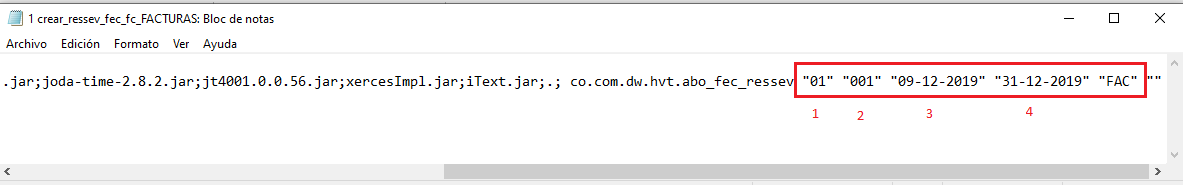 1 crear_ressev_fec_fc_FACTURAS: Bloc de notas
Archivo Edición Formato Ver Ayuda
.jar;joda-time-2.8.2.jar;jt4001.0.0.56.jar;xercesImpl.jar;iText.jar;.; co.com.dw.hvt.abo_fec_ressev "01" "001" "09-12-2019" "31-12-2019" "FAC" ""
1 2 3 4